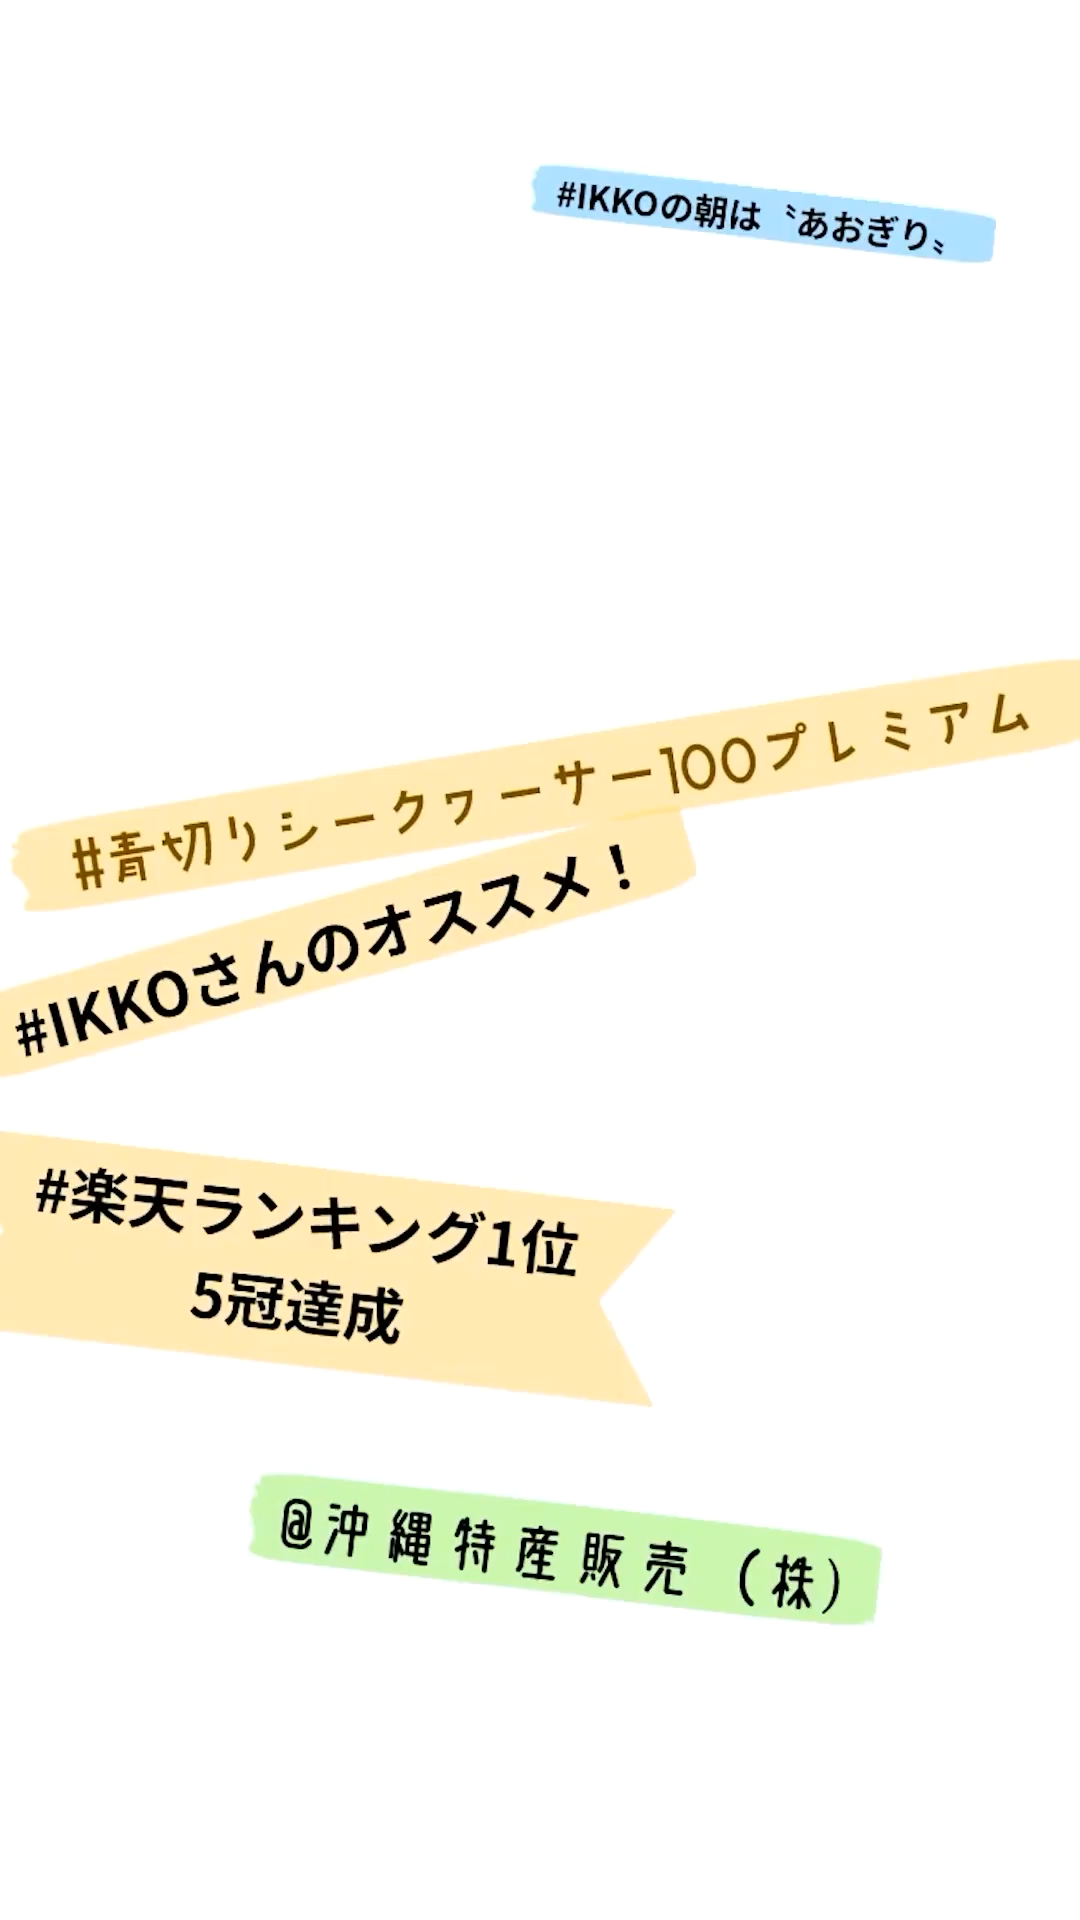 #IKKOの朝は〝あおぎり〟
#青切りシークヮーサー100プレミアム
#IKKOさんのオススメ！
#楽天ランキング1位
5冠達成
@沖縄特産販売（株）